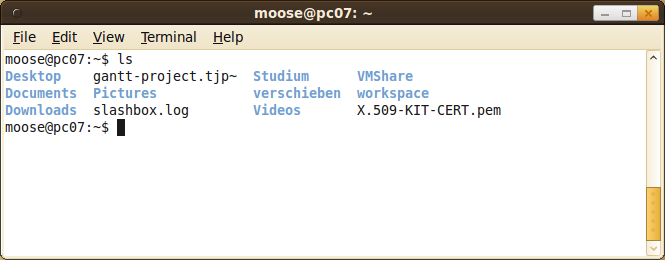 moose@pc07: ~
File Edit View Terminal Help
moose@pc07:~$ ls
Desktop gantt-project.tjp~ Studium VMShare
Documents Pictures verschieben workspace
Downloads slashbox.log Videos X.509-KIT-CERT.pem
moose@pc07:~$